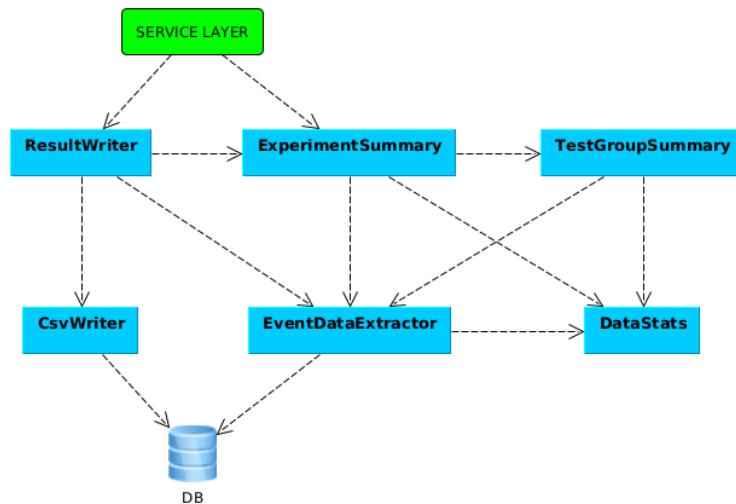 SERVICE LAYER
ResultWriter
ExperimentSummary
TestGroupSummary
CsvWriter
EventDataExtractor
DataStats
DB